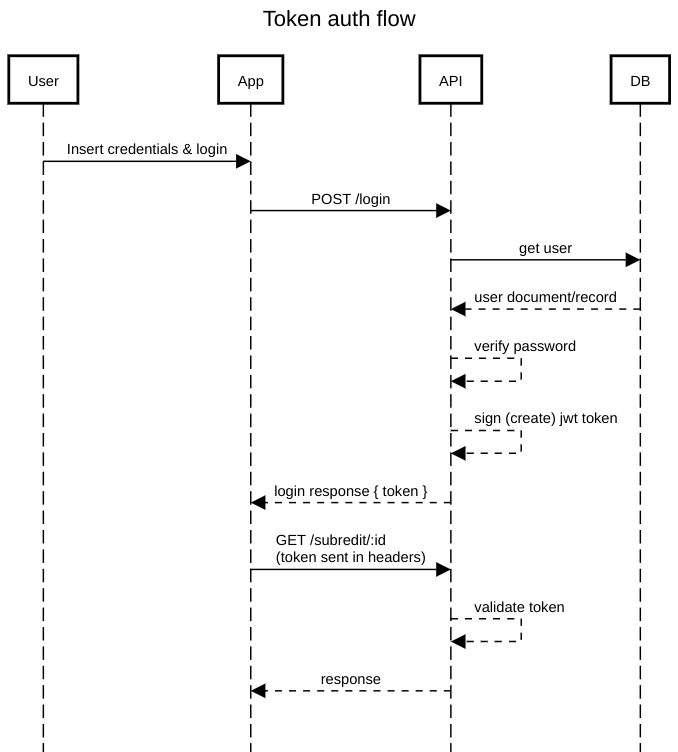 Token auth flow
User
App
API
DB
Insert credentials & login
POST /login
get user
user document/record
verify password
sign (create) jwt token
login response { token }
GET /subredit/:id
(token sent in headers)
validate token
response